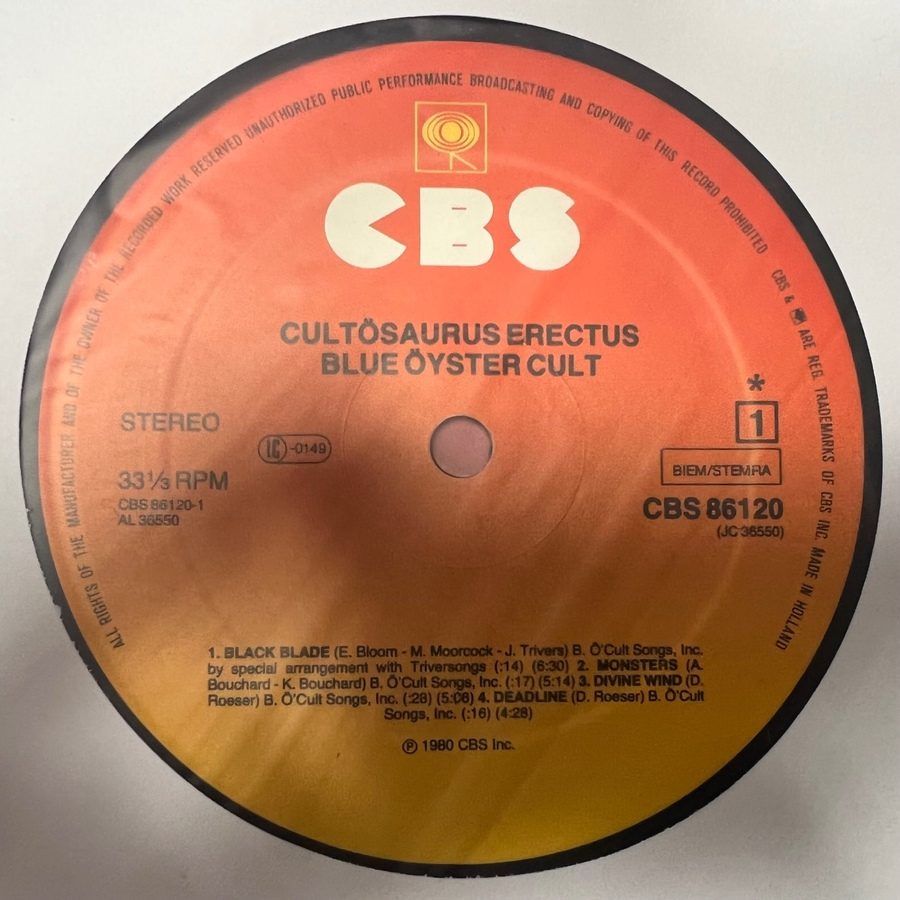 ALL RIGHTS OF THE MANUFACTURER AND OF THE OWNER OF THE RECORDED WORK RESERVED UNAUTHORIZED PUBLIC PERFORMANCE BROADCASTING AND COPYING OF THIS RECORD PROHIBITED
CBS & ARE REG. TRADEMARKS OF CBS INC. MADE IN HOLLAND
CBS
CULTÖSAURUS ERECTUS
BLUE ÖYSTER CULT
STEREO
LC -0149
33⅓ RPM
CBS 86120-1
AL 36550
*
1
BIEM/STEMRA
CBS 86120
(JC 36550)
1. BLACK BLADE (E. Bloom - M. Moorcock - J. Trivers) B. Ö'Cult Songs, Inc.
by special arrangement with Triversongs (:14) (6:30) 2. MONSTERS (A.
Bouchard - K. Bouchard) B. Ö'Cult Songs, Inc. (:17) (5:14) 3. DIVINE WIND (D.
Roeser) B. Ö'Cult Songs, Inc. (:28) (5:06) 4. DEADLINE (D. Roeser) B. Ö'Cult
Songs, Inc. (:16) (4:28)
℗ 1980 CBS Inc.